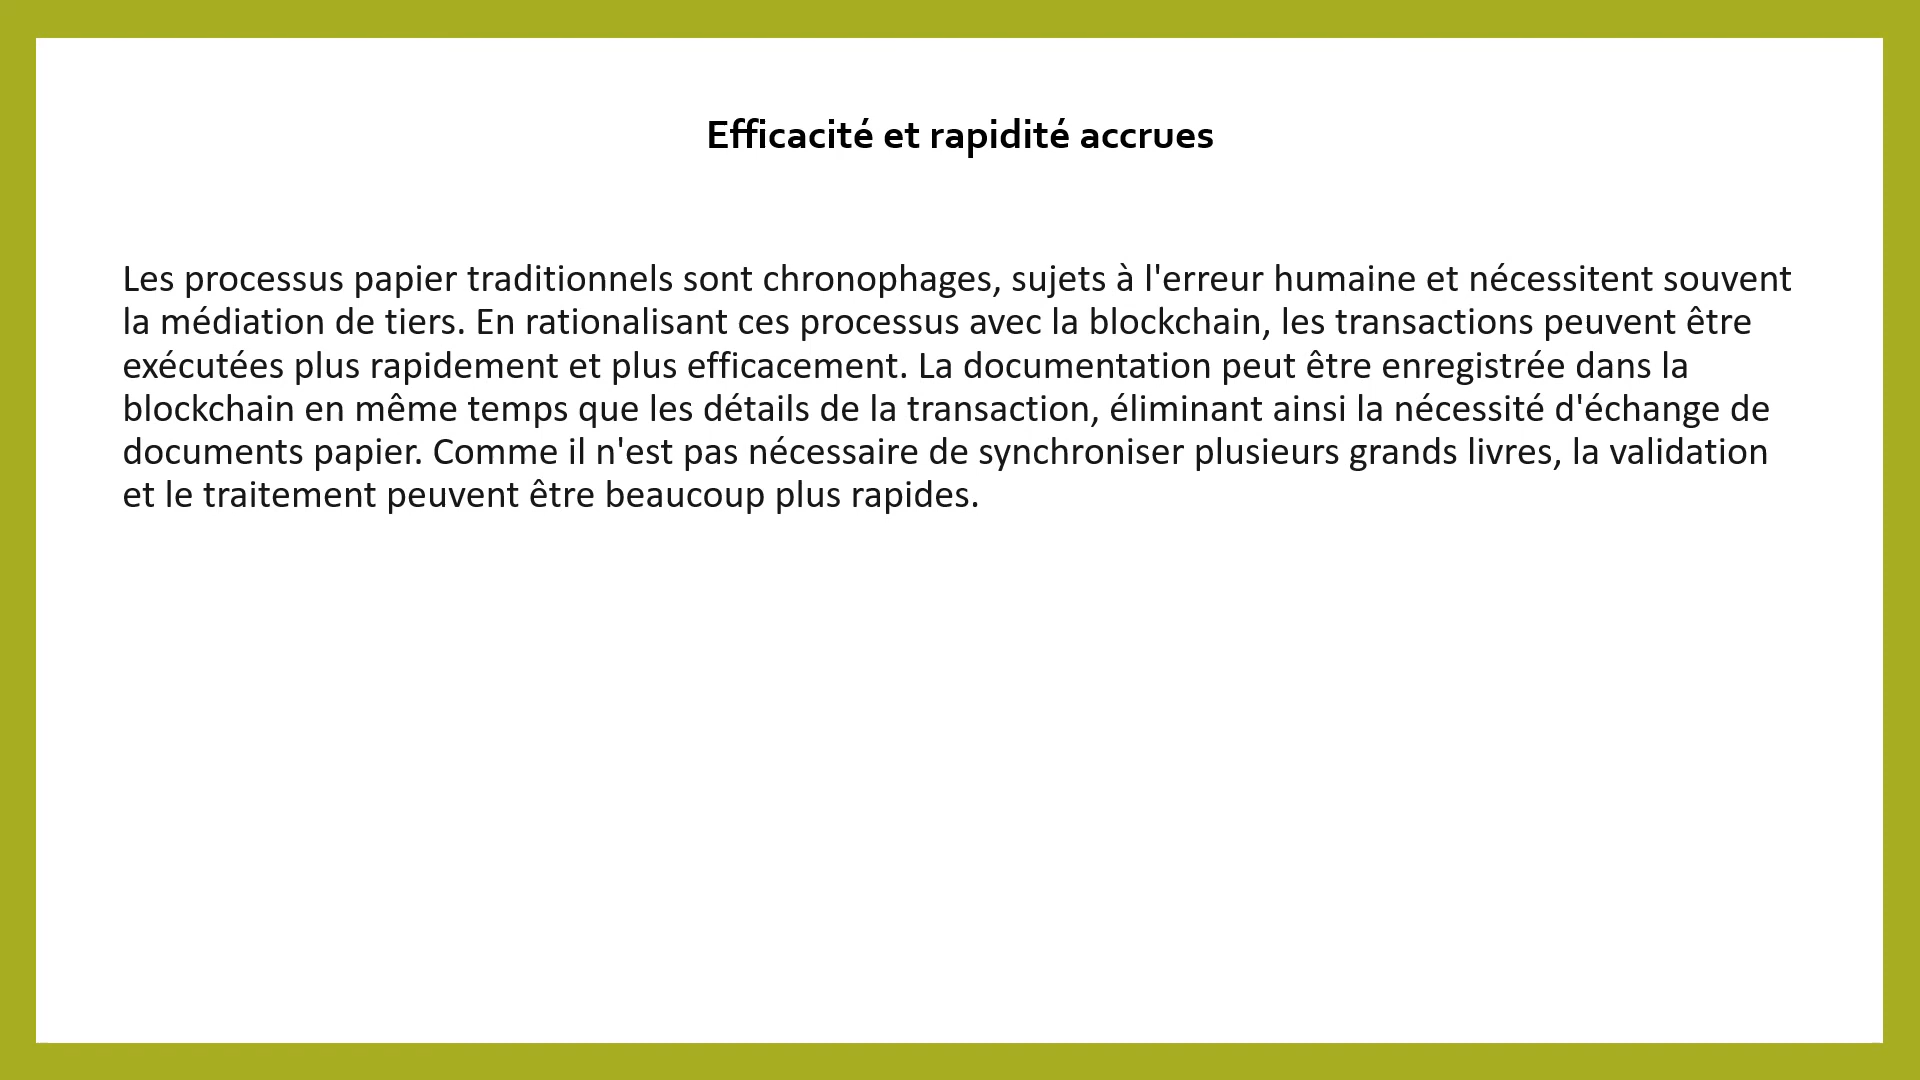 Efficacité et rapidité accrues
Les processus papier traditionnels sont chronophages, sujets à l'erreur humaine et nécessitent souvent
la médiation de tiers. En rationalisant ces processus avec la blockchain, les transactions peuvent être
exécutées plus rapidement et plus efficacement. La documentation peut être enregistrée dans la
blockchain en même temps que les détails de la transaction, éliminant ainsi la nécessité d'échange de
documents papier. Comme il n'est pas nécessaire de synchroniser plusieurs grands livres, la validation
et le traitement peuvent être beaucoup plus rapides.